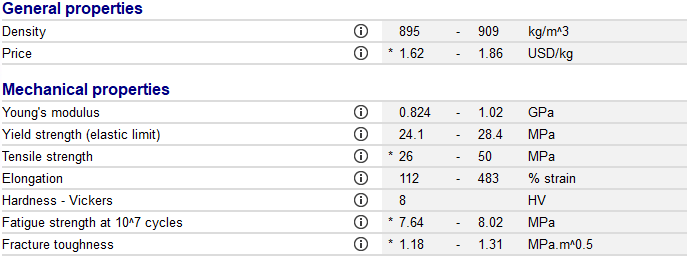 General properties
Density 895 - 909 kg/m^3
Price * 1.62 - 1.86 USD/kg
Mechanical properties
Young's modulus 0.824 - 1.02 GPa
Yield strength (elastic limit) 24.1 - 28.4 MPa
Tensile strength * 26 - 50 MPa
Elongation 112 - 483 % strain
Hardness - Vickers 8 HV
Fatigue strength at 10^7 cycles * 7.64 - 8.02 MPa
Fracture toughness * 1.18 - 1.31 MPa.m^0.5